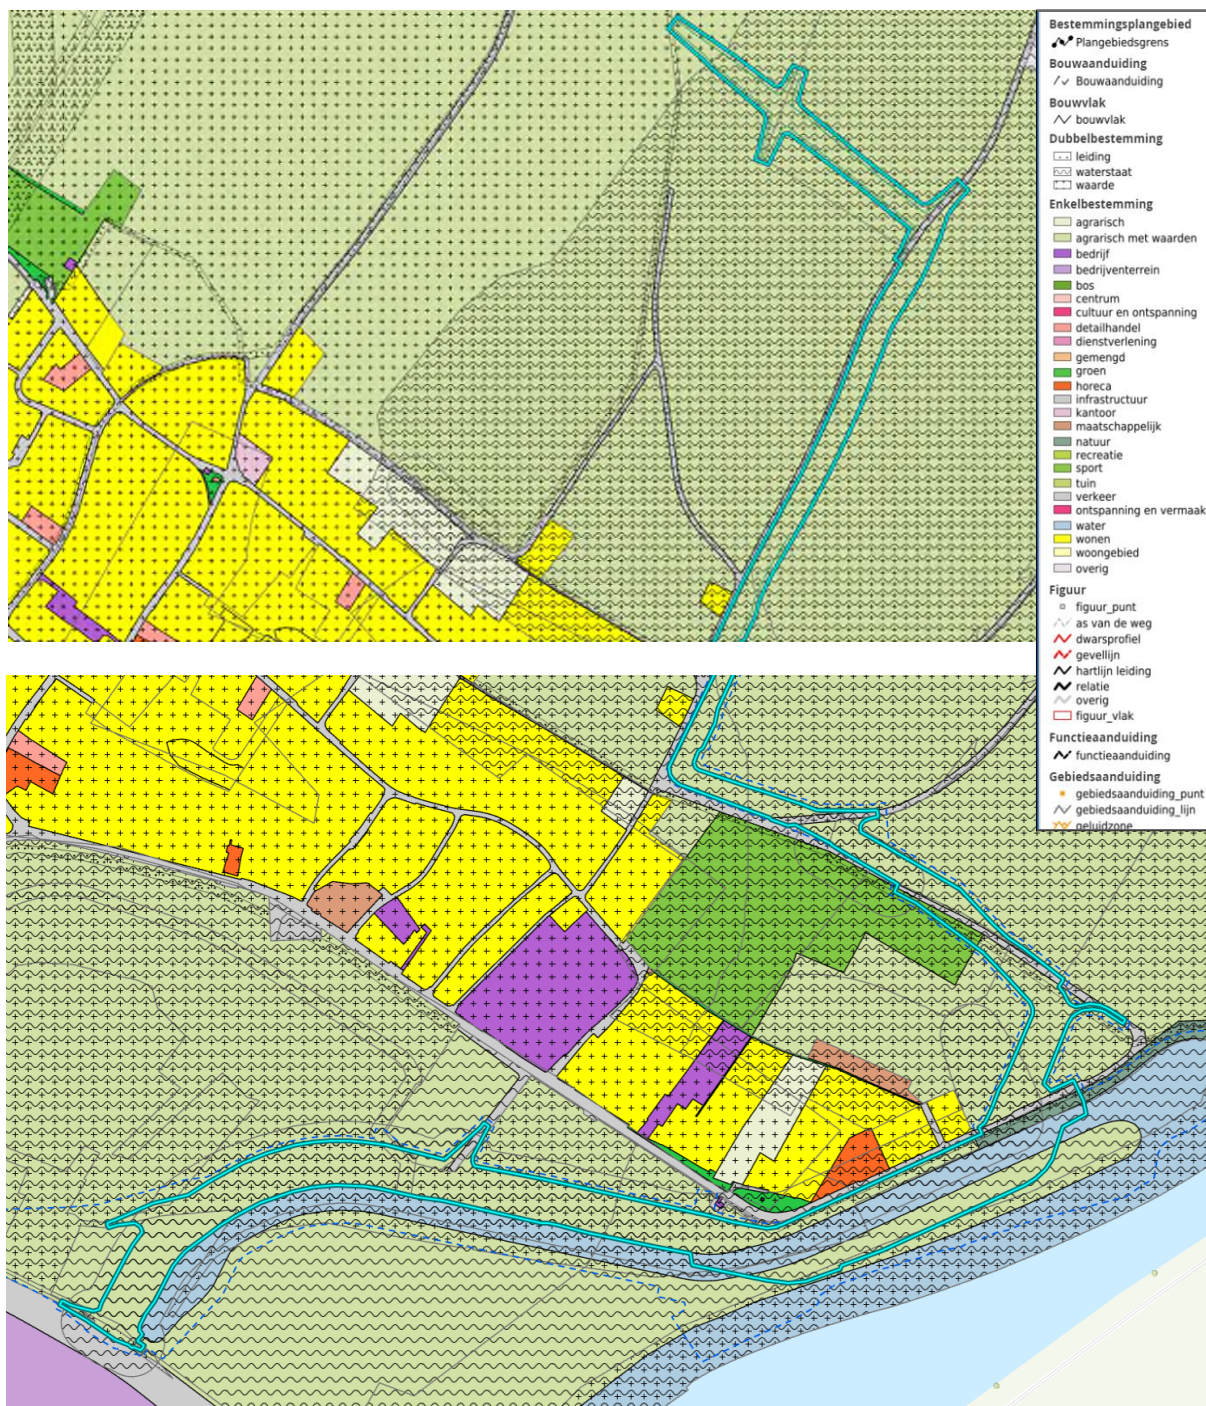 Bestemmingsplangebied
Plangebiedsgrens
Bouwaanduiding
Bouwaanduiding
Bouwvlak
bouwvlak
Dubbelbestemming
leiding
waterstaat
waarde
Enkelbestemming
agrarisch
agrarisch met waarden
bedrijf
bedrijventerrein
bos
centrum
cultuur en ontspanning
detailhandel
dienstverlening
gemengd
groen
horeca
infrastructuur
kantoor
maatschappelijk
natuur
recreatie
sport
tuin
verkeer
ontspanning en vermaak
water
wonen
woongebied
overig
Figuur
figuur_punt
as van de weg
dwarsprofiel
gevellijn
hartlijn leiding
relatie
overig
figuur_vlak
Functieaanduiding
functieaanduiding
Gebiedsaanduiding
gebiedsaanduiding_punt
gebiedsaanduiding_lijn
geluidzone